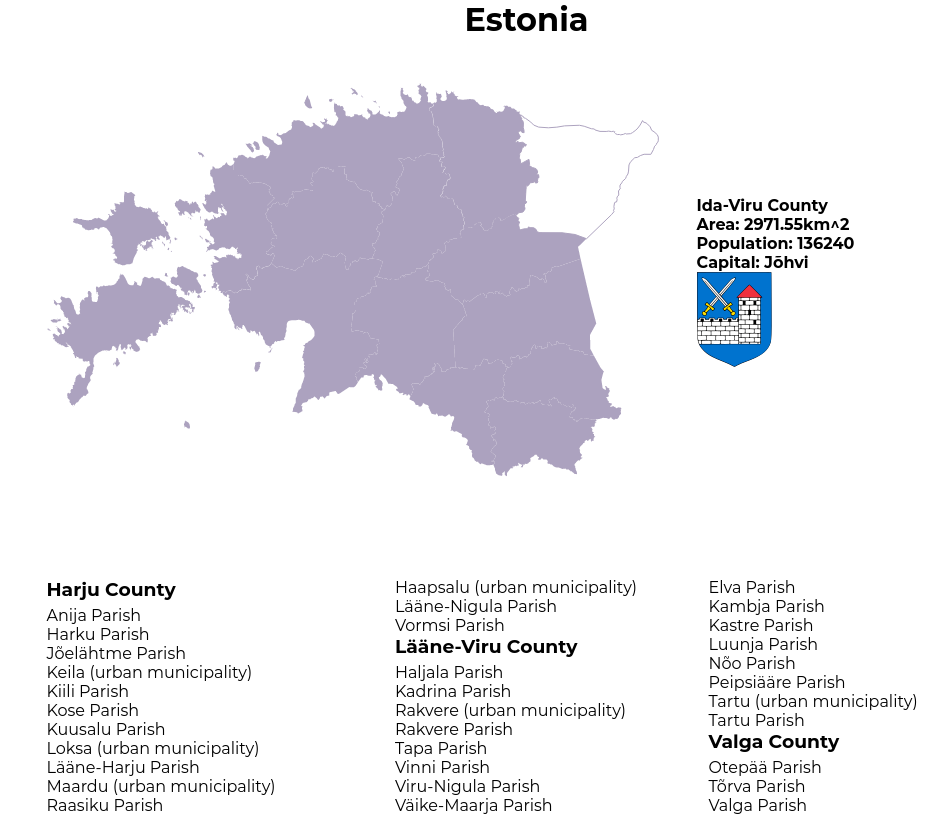 Estonia
Ida-Viru County
Area: 2971.55km^2
Population: 136240
Capital: Jõhvi
Harju County
Anija Parish
Harku Parish
Jõelähtme Parish
Keila (urban municipality)
Kiili Parish
Kose Parish
Kuusalu Parish
Loksa (urban municipality)
Lääne-Harju Parish
Maardu (urban municipality)
Raasiku Parish
Haapsalu (urban municipality)
Lääne-Nigula Parish
Vormsi Parish
Lääne-Viru County
Haljala Parish
Kadrina Parish
Rakvere (urban municipality)
Rakvere Parish
Tapa Parish
Vinni Parish
Viru-Nigula Parish
Väike-Maarja Parish
Elva Parish
Kambja Parish
Kastre Parish
Luunja Parish
Nõo Parish
Peipsiääre Parish
Tartu (urban municipality)
Tartu Parish
Valga County
Otepää Parish
Tõrva Parish
Valga Parish